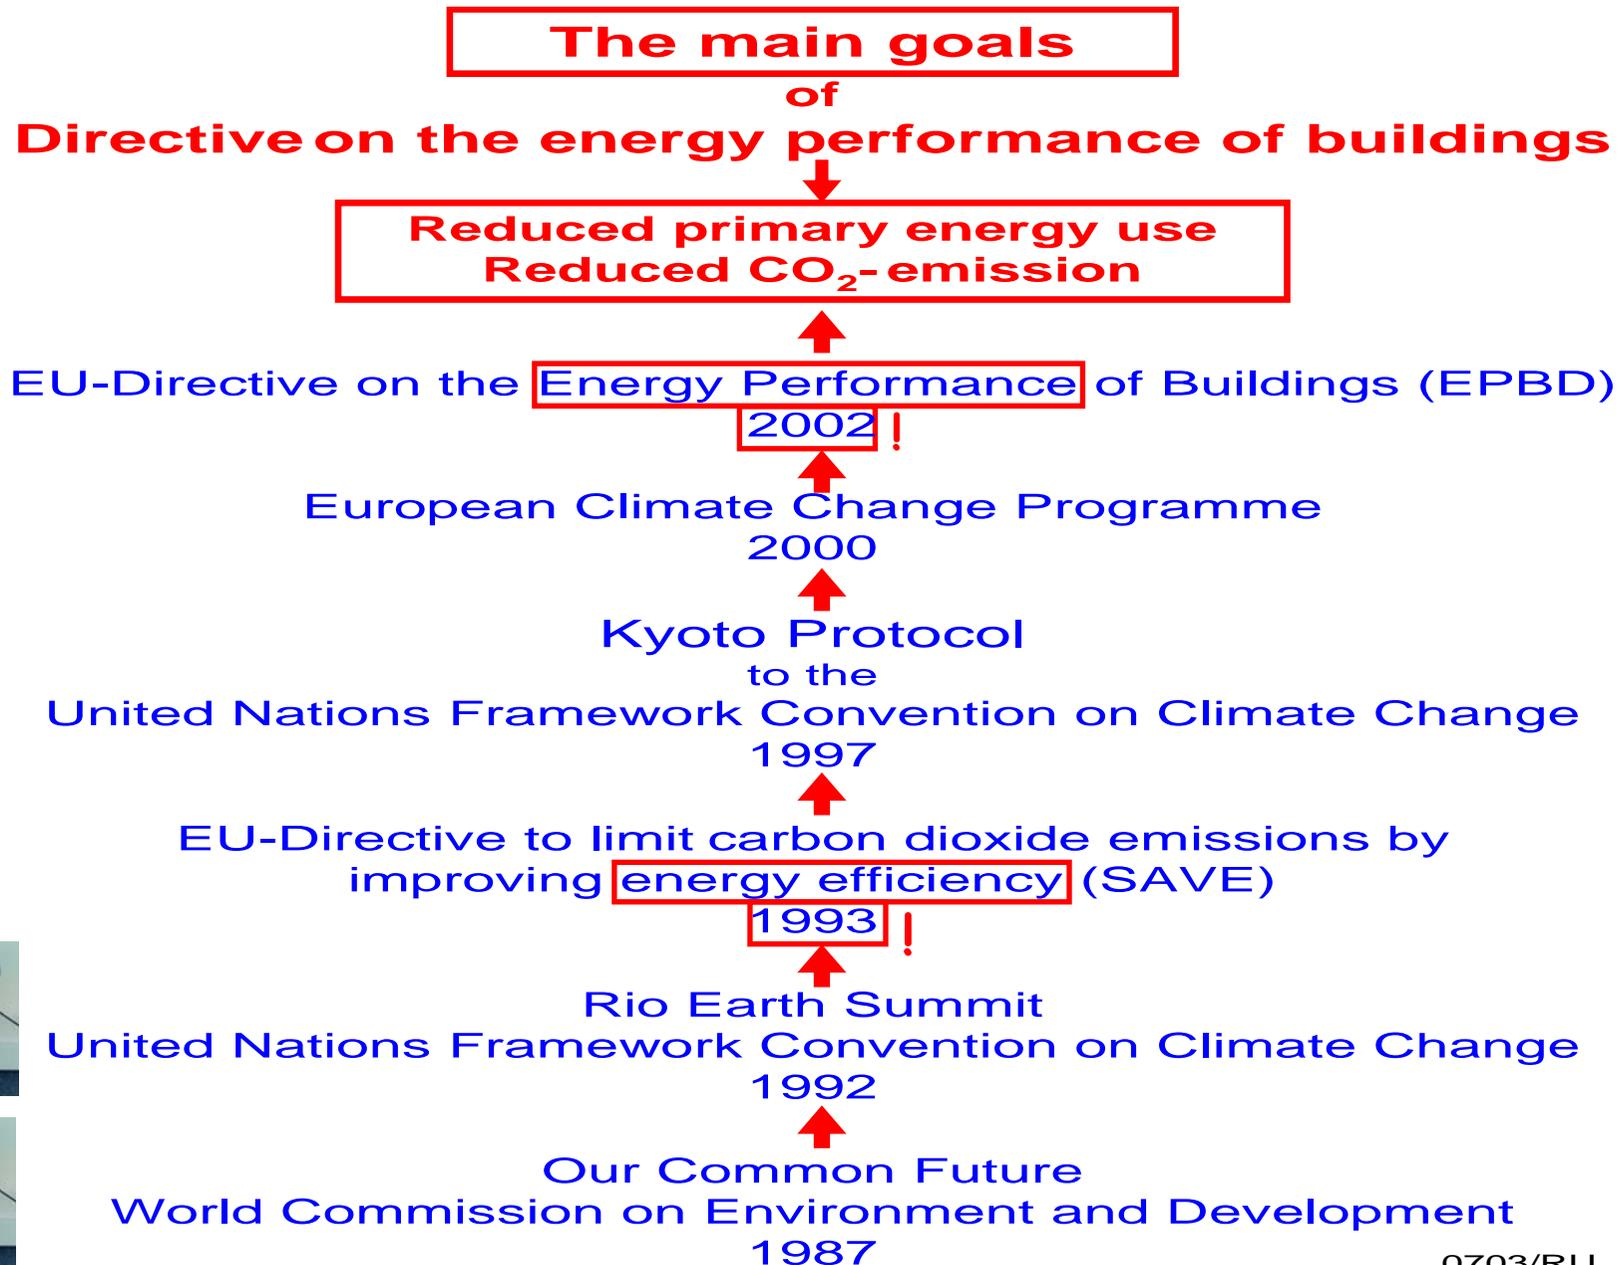 The main goals
of
Directive on the energy performance of buildings
Reduced primary energy use
Reduced CO₂-emission
EU-Directive on the Energy Performance of Buildings (EPBD)
2002 !
European Climate Change Programme
2000
Kyoto Protocol
to the
United Nations Framework Convention on Climate Change
1997
EU-Directive to limit carbon dioxide emissions by
improving energy efficiency (SAVE)
1993 !
Rio Earth Summit
United Nations Framework Convention on Climate Change
1992
Our Common Future
World Commission on Environment and Development
1987
0703/RU